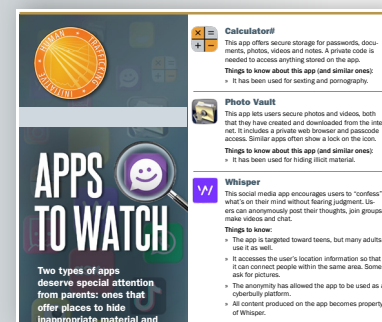 HUMAN TRAFFICKING INITIATIVE
APPS
TO WATCH
Two types of apps
deserve special attention
from parents: ones that
offer places to hide
inappropriate material and
Calculator#
This app offers secure storage for passwords, docu-
ments, photos, videos and notes. A private code is
needed to access anything stored on the app.
Things to know about this app (and similar ones):
» It has been used for sexting and pornography.
Photo Vault
This app lets users secure photos and videos, both
that they have created and downloaded from the inte
net. It includes a private web browser and passcode
access. Similar apps often show a lock on the icon.
Things to know about this app (and similar ones):
» It has been used for hiding illicit material.
Whisper
This social media app encourages users to “confess”
what’s on their mind without fearing judgment. Us-
ers can anonymously post their thoughts, join groups
make videos and chat.
Things to know:
» The app is targeted toward teens, but many adults
use it as well.
» It accesses the user’s location information so that
it can connect people within the same area. Some
ask for pictures.
» The anonymity has allowed the app to be used as a
cyberbully platform.
» All content produced on the app becomes property
of Whisper.